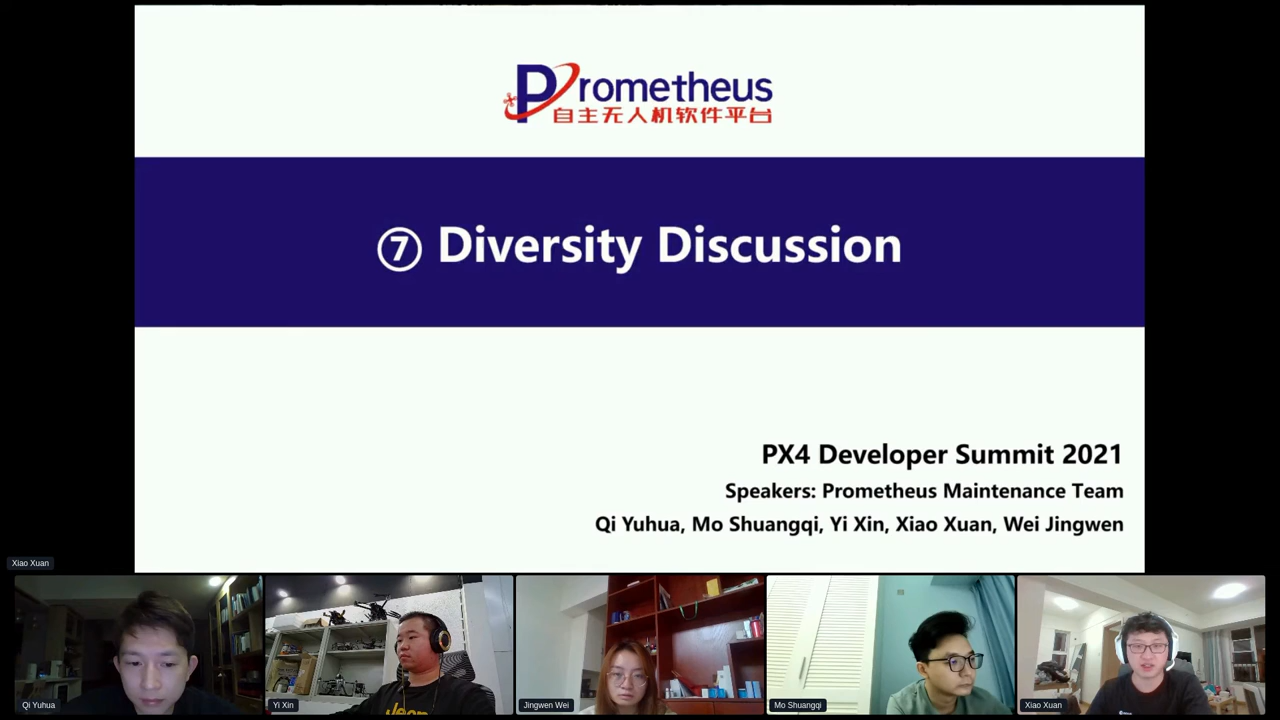 Prometheus
自主无人机软件平台
⑦ Diversity Discussion
PX4 Developer Summit 2021
Speakers: Prometheus Maintenance Team
Qi Yuhua, Mo Shuangqi, Yi Xin, Xiao Xuan, Wei Jingwen
Xiao Xuan
Qi Yuhua
Yi Xin
Jingwen Wei
Mo Shuangqi
Xiao Xuan
Jeep